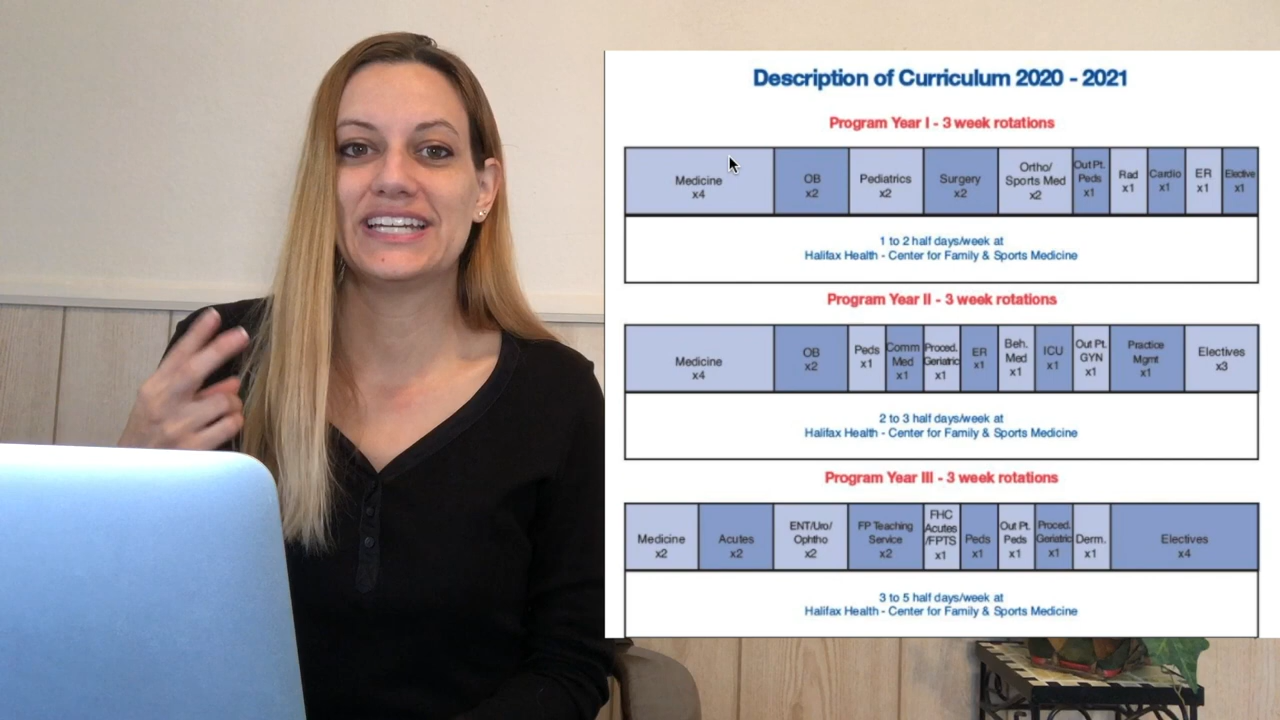 Description of Curriculum 2020 - 2021
Program Year I - 3 week rotations
Medicine
x4
OB
x2
Pediatrics
x2
Surgery
x2
Ortho/
Sports Med
x2
Out Pt.
Peds
x1
Rad
x1
Cardio
x1
ER
x1
Elective
x1
1 to 2 half days/week at
Halifax Health - Center for Family & Sports Medicine
Program Year II - 3 week rotations
Medicine
x4
OB
x2
Peds
x1
Comm
Med
x1
Proced.
Geriatric
x1
ER
x1
Beh.
Med
x1
ICU
x1
Out Pt.
GYN
x1
Practice
Mgmt
x1
Electives
x3
2 to 3 half days/week at
Halifax Health - Center for Family & Sports Medicine
Program Year III - 3 week rotations
Medicine
x2
Acutes
x2
ENT/Uro/
Ophtho
x2
FP Teaching
Service
x2
FHC
Acutes
/FPTS
x1
Peds
x1
Out Pt.
Peds
x1
Proced.
Geriatric
x1
Derm.
x1
Electives
x4
3 to 5 half days/week at
Halifax Health - Center for Family & Sports Medicine